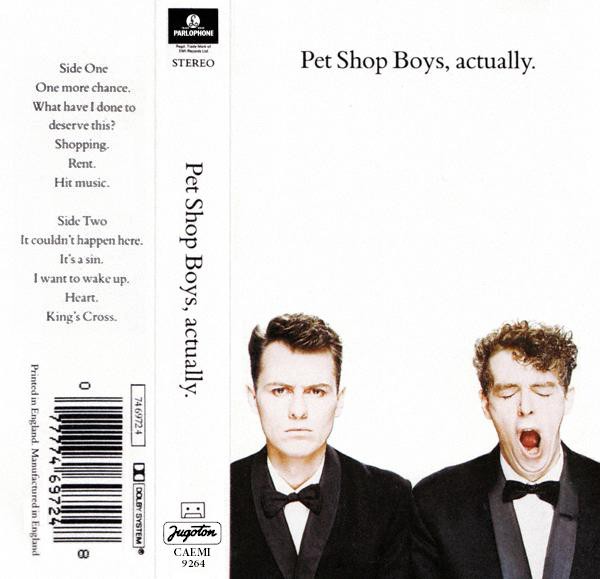 Side One
One more chance.
What have I done to
deserve this?
Shopping.
Rent.
Hit music.
Side Two
It couldn't happen here.
It's a sin.
I want to wake up.
Heart.
King's Cross.
Printed in England. Manufactured in England
0
77774 69724
8
74 6972 4
DOLBY SYSTEM®
PARLOPHONE
Regd. Trade Mark of
EMI Records Ltd
STEREO
Pet Shop Boys, actually.
Jugoton
CAEMI
9264
Pet Shop Boys, actually.